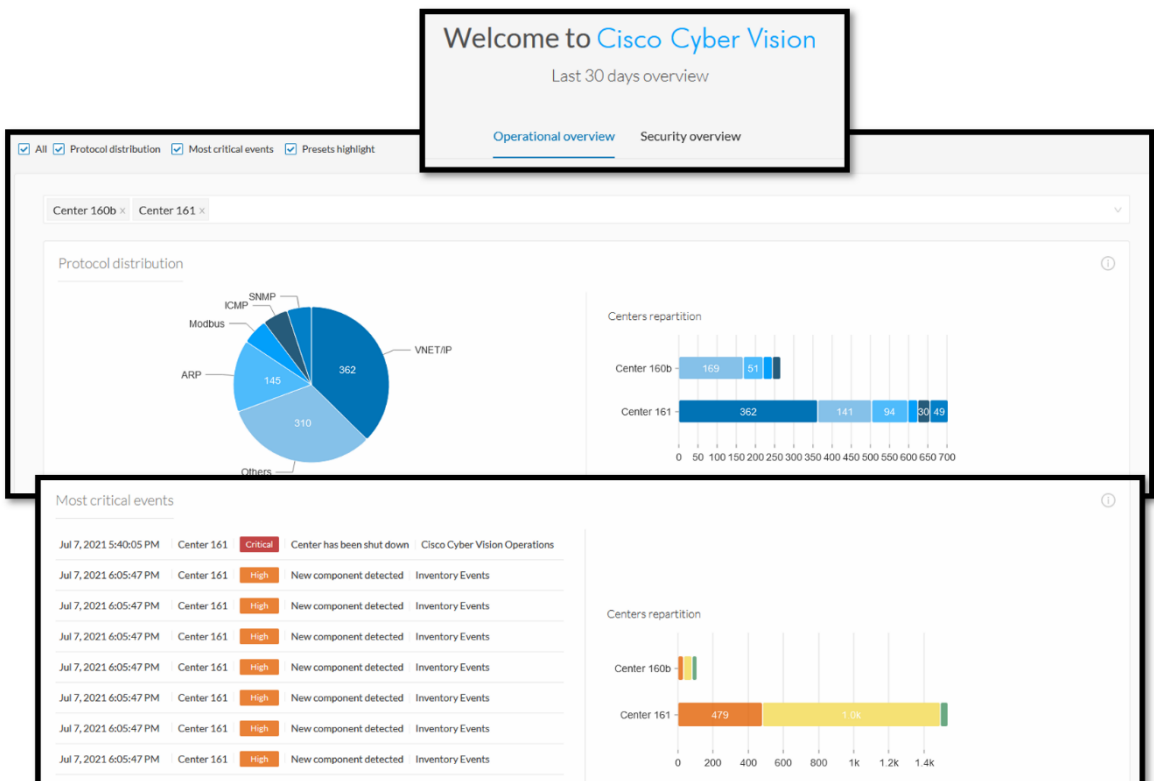 Welcome to Cisco Cyber Vision
Last 30 days overview
Operational overview Security overview
All Protocol distribution Most critical events Presets highlight
Center 160b × Center 161 ×
Protocol distribution
SNMP
ICMP
Modbus
VNET/IP
ARP
362
145
310
Others
Centers repartition
Center 160b 169 51
Center 161 362 141 94 30 49
0 50 100 150 200 250 300 350 400 450 500 550 600 650 700
Most critical events
Jul 7, 2021 5:40:05 PM Center 161 Critical Center has been shut down Cisco Cyber Vision Operations
Jul 7, 2021 6:05:47 PM Center 161 High New component detected Inventory Events
Jul 7, 2021 6:05:47 PM Center 161 High New component detected Inventory Events
Jul 7, 2021 6:05:47 PM Center 161 High New component detected Inventory Events
Jul 7, 2021 6:05:47 PM Center 161 High New component detected Inventory Events
Jul 7, 2021 6:05:47 PM Center 161 High New component detected Inventory Events
Jul 7, 2021 6:05:47 PM Center 161 High New component detected Inventory Events
Jul 7, 2021 6:05:47 PM Center 161 High New component detected Inventory Events
Centers repartition
Center 160b
Center 161 479 1.0k
0 200 400 600 800 1k 1.2k 1.4k